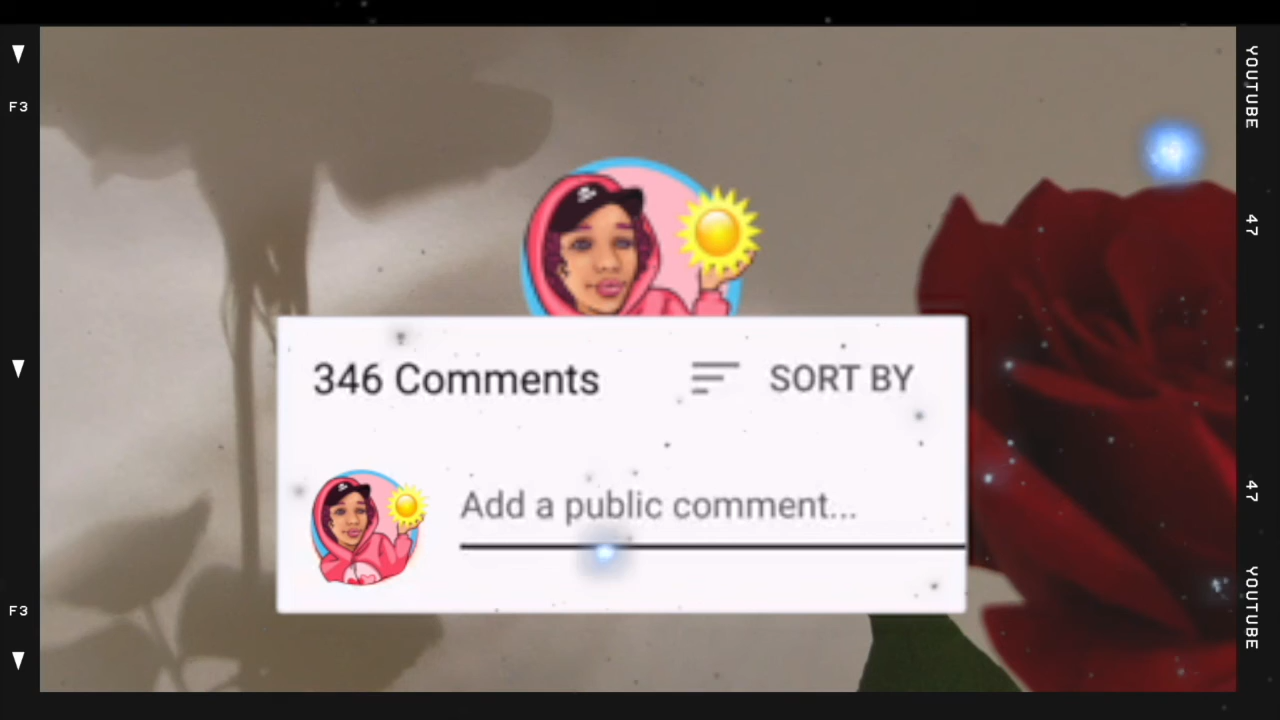 F3
YOUTUBE
47
346 Comments
SORT BY
Add a public comment...
47
F3
YOUTUBE